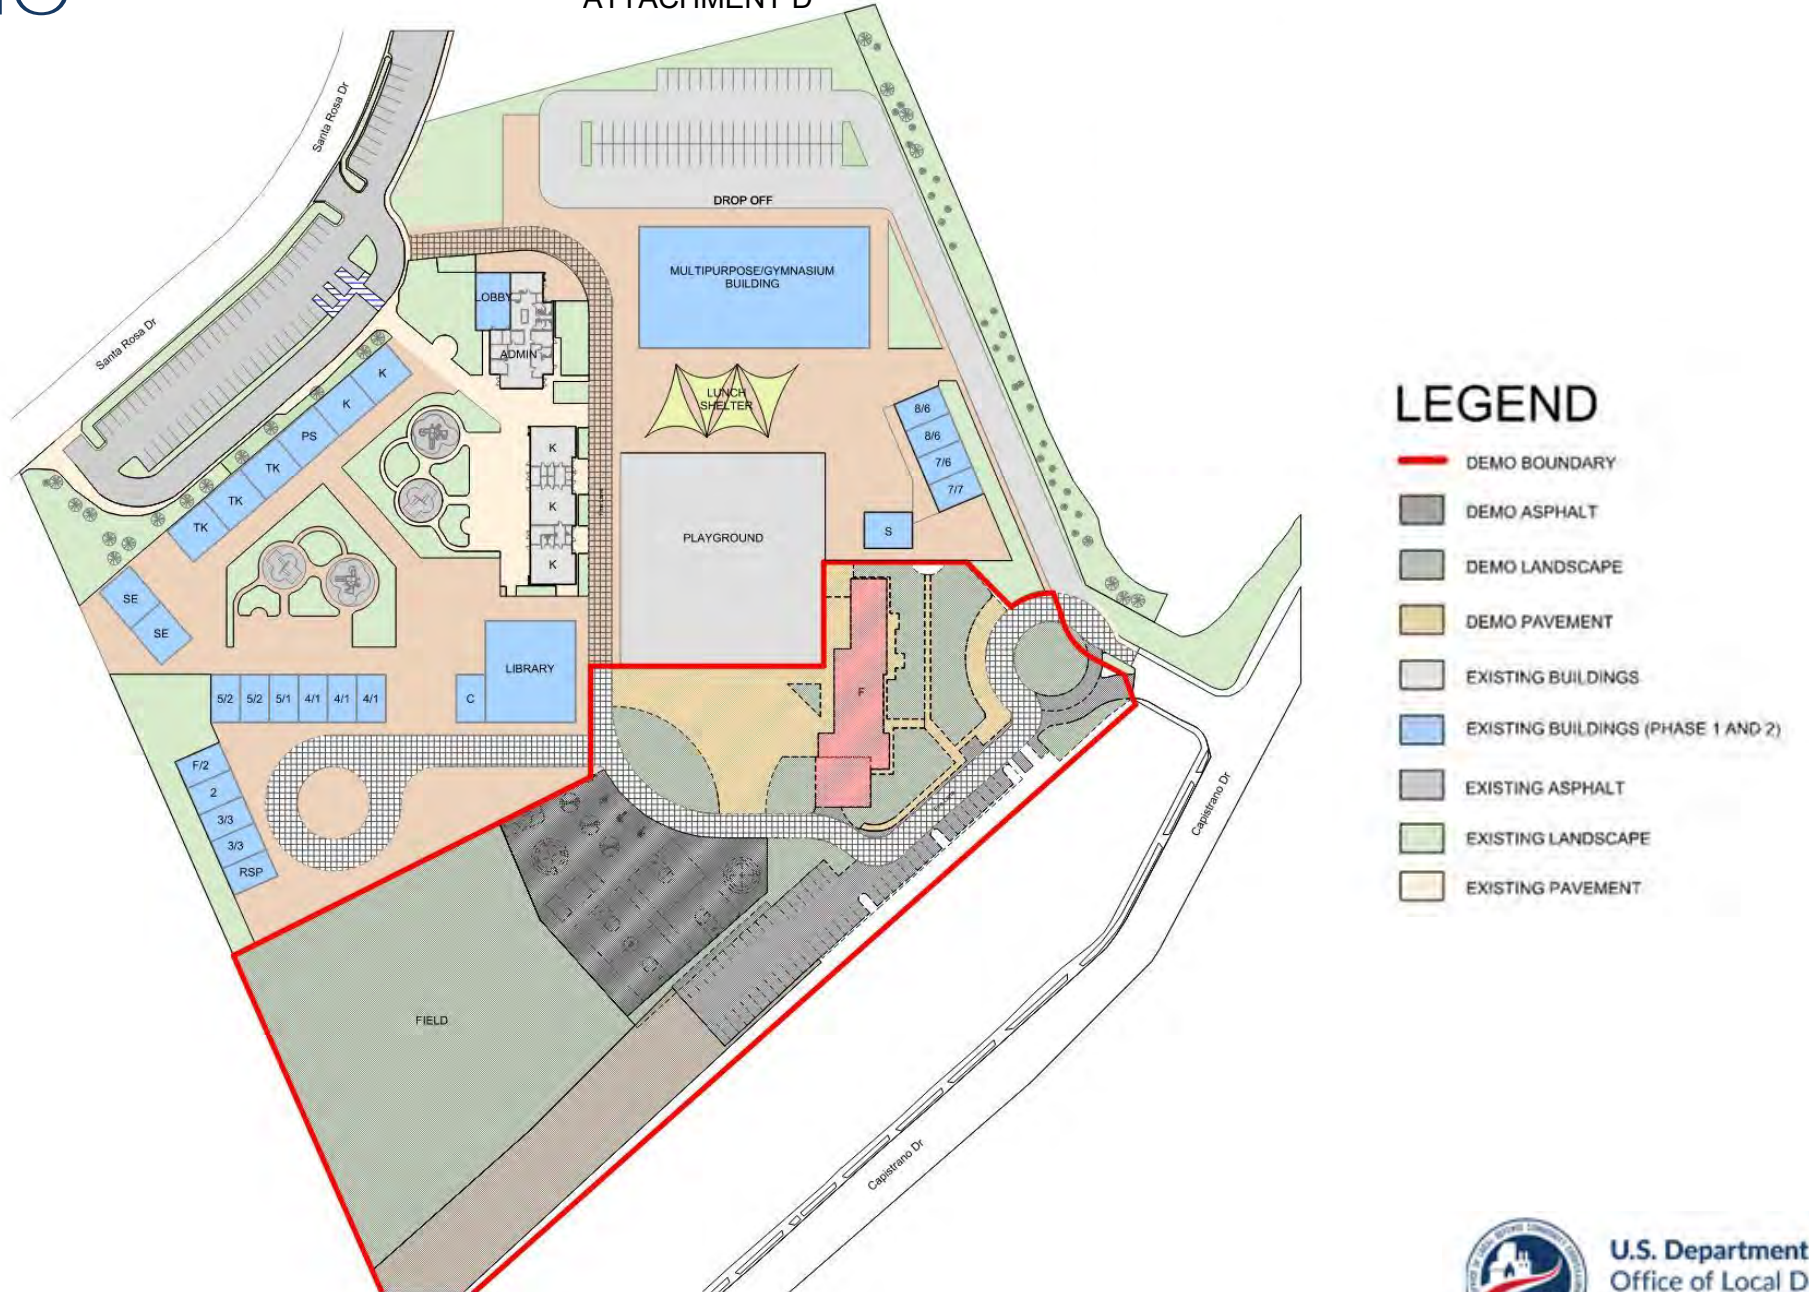 ATTACHMENT D
Santa Rosa Dr
DROP OFF
MULTIPURPOSE/GYMNASIUM
BUILDING
LOBBY
ADMIN
Santa Rosa Dr
LUNCH
SHELTER
K
K
PS
TK
TK
TK
K
K
K
8/6
8/6
7/6
7/7
S
PLAYGROUND
SE
SE
LIBRARY
C
5/2
5/2
5/1
4/1
4/1
4/1
F
F/2
2
3/3
3/3
RSP
FIELD
Capistrano Dr
Capistrano Dr
LEGEND
DEMO BOUNDARY
DEMO ASPHALT
DEMO LANDSCAPE
DEMO PAVEMENT
EXISTING BUILDINGS
EXISTING BUILDINGS (PHASE 1 AND 2)
EXISTING ASPHALT
EXISTING LANDSCAPE
EXISTING PAVEMENT
U.S. Department
Office of Local D